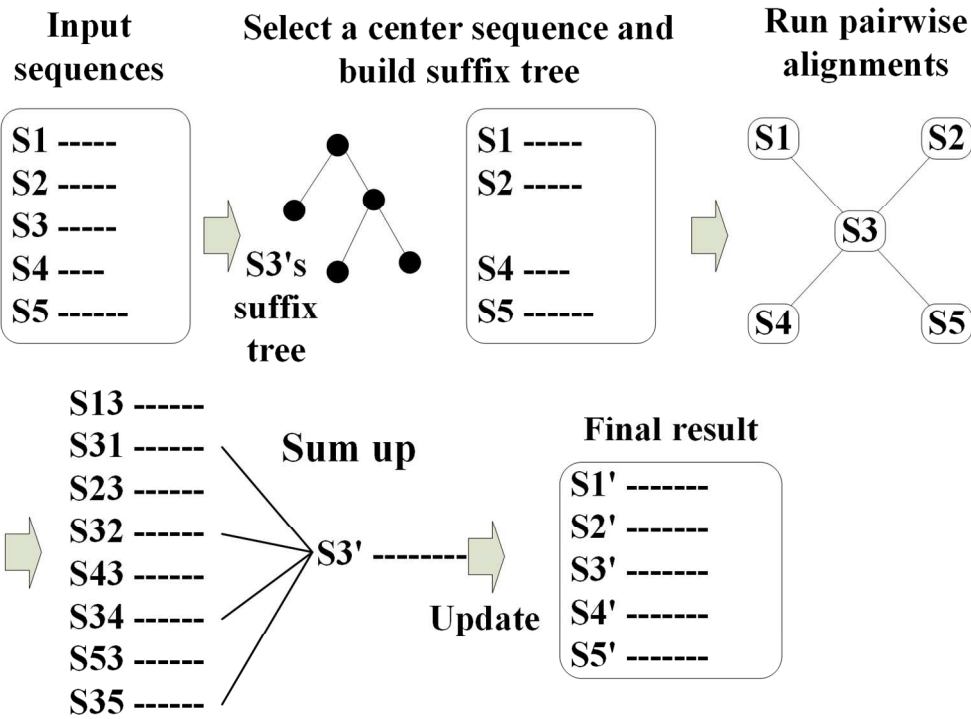 Input
sequences
Select a center sequence and
build suffix tree
Run pairwise
alignments
S1 -----
S2 -----
S3 -----
S4 ----
S5 ------
S3's
suffix
tree
S1 -----
S2 -----
S4 ----
S5 ------
S1
S2
S3
S4
S5
S13 ------
S31 ------
S23 ------
S32 ------
S43 ------
S34 ------
S53 ------
S35 ------
Sum up
S3' --------
Update
Final result
S1' -------
S2' -------
S3' -------
S4' -------
S5' -------